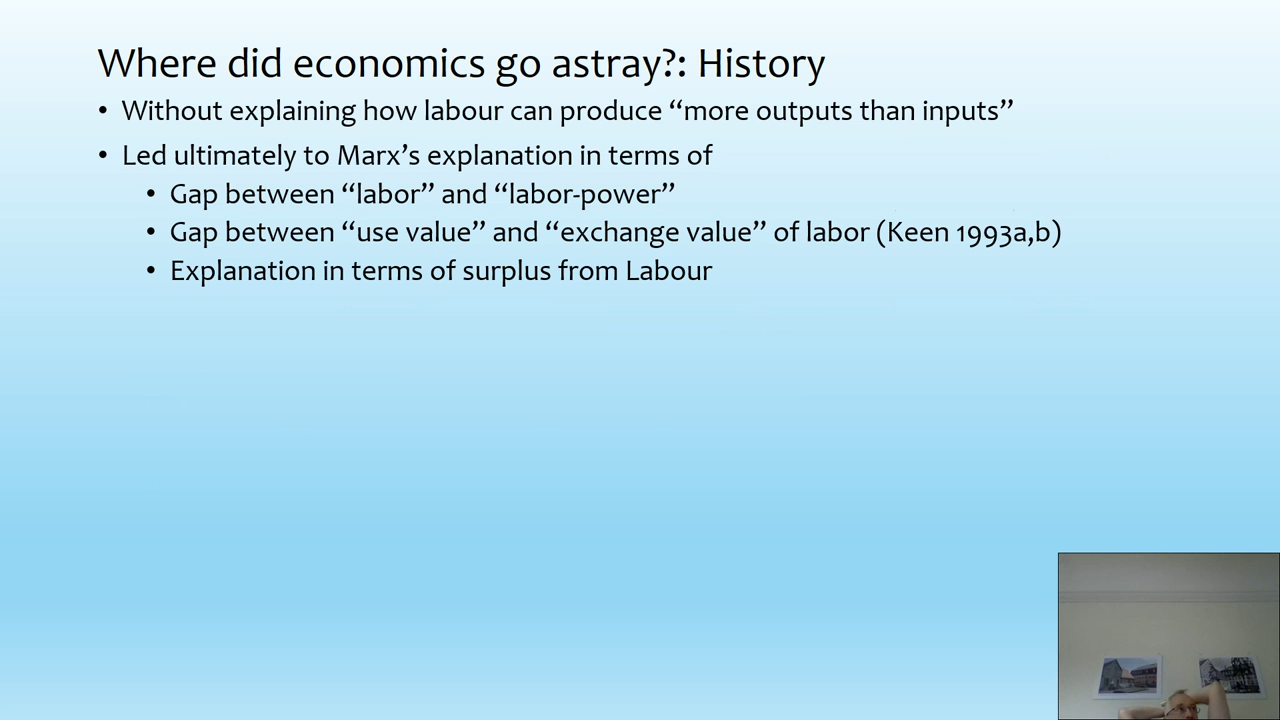 Where did economics go astray?: History
• Without explaining how labour can produce “more outputs than inputs”
• Led ultimately to Marx’s explanation in terms of
• Gap between “labor” and “labor-power”
• Gap between “use value” and “exchange value” of labor (Keen 1993a,b)
• Explanation in terms of surplus from Labour